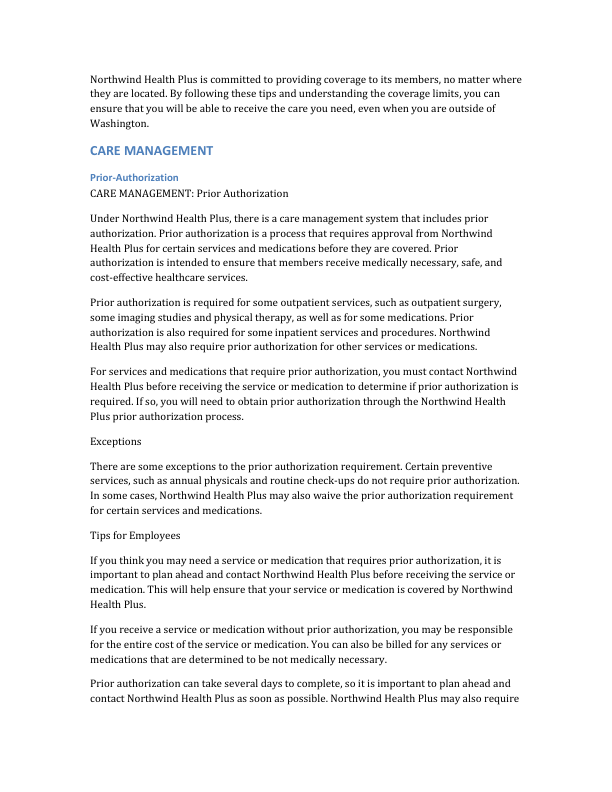 Northwind Health Plus is committed to providing coverage to its members, no matter where
they are located. By following these tips and understanding the coverage limits, you can
ensure that you will be able to receive the care you need, even when you are outside of
Washington.
CARE MANAGEMENT
Prior-Authorization
CARE MANAGEMENT: Prior Authorization
Under Northwind Health Plus, there is a care management system that includes prior
authorization. Prior authorization is a process that requires approval from Northwind
Health Plus for certain services and medications before they are covered. Prior
authorization is intended to ensure that members receive medically necessary, safe, and
cost-effective healthcare services.
Prior authorization is required for some outpatient services, such as outpatient surgery,
some imaging studies and physical therapy, as well as for some medications. Prior
authorization is also required for some inpatient services and procedures. Northwind
Health Plus may also require prior authorization for other services or medications.
For services and medications that require prior authorization, you must contact Northwind
Health Plus before receiving the service or medication to determine if prior authorization is
required. If so, you will need to obtain prior authorization through the Northwind Health
Plus prior authorization process.
Exceptions
There are some exceptions to the prior authorization requirement. Certain preventive
services, such as annual physicals and routine check-ups do not require prior authorization.
In some cases, Northwind Health Plus may also waive the prior authorization requirement
for certain services and medications.
Tips for Employees
If you think you may need a service or medication that requires prior authorization, it is
important to plan ahead and contact Northwind Health Plus before receiving the service or
medication. This will help ensure that your service or medication is covered by Northwind
Health Plus.
If you receive a service or medication without prior authorization, you may be responsible
for the entire cost of the service or medication. You can also be billed for any services or
medications that are determined to be not medically necessary.
Prior authorization can take several days to complete, so it is important to plan ahead and
contact Northwind Health Plus as soon as possible. Northwind Health Plus may also require